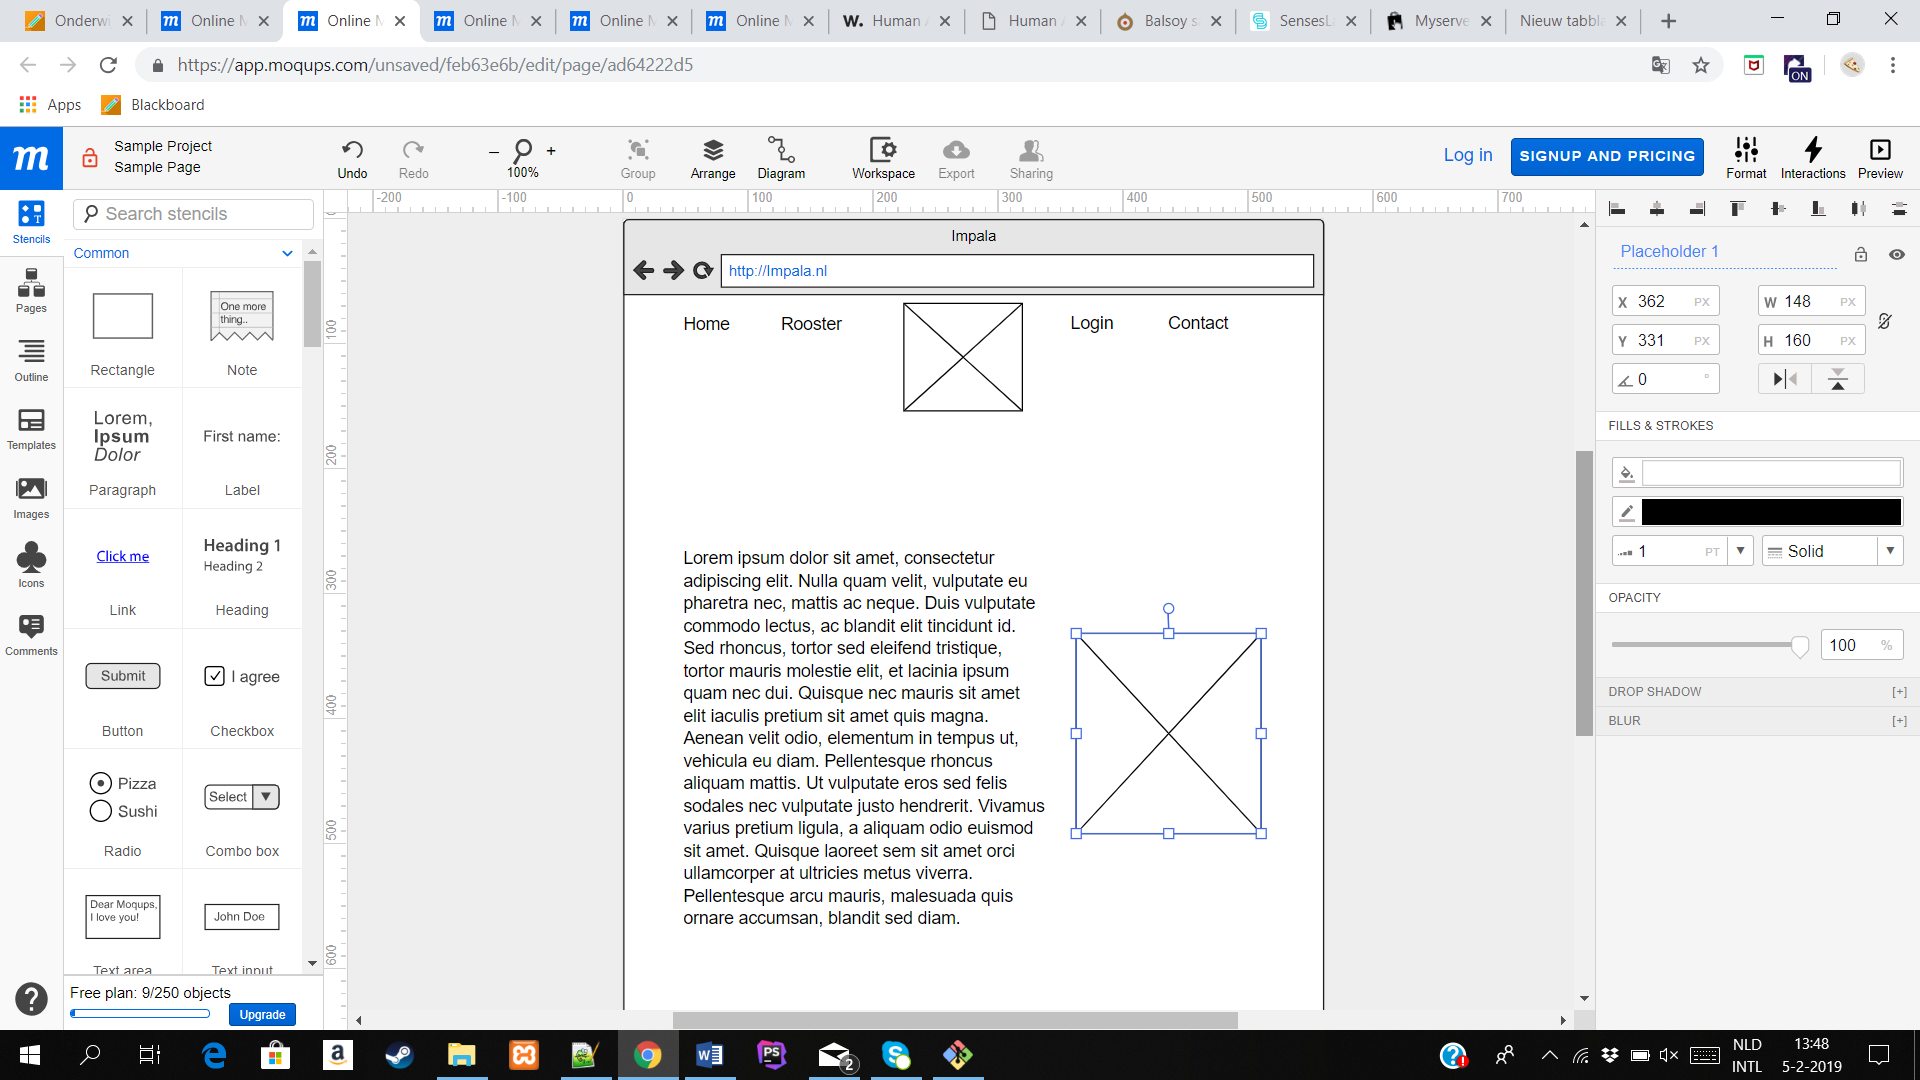 Onderwi
Online M
Online M
Online M
Online M
Online M
Human A
Human A
Balsoy s
SensesL
Myserve
Nieuw tabbla
https://app.moqups.com/unsaved/feb63e6b/edit/page/ad64222d5
ON
Apps
Blackboard
m
Sample Project
Sample Page
Undo
Redo
100%
Group
Arrange
Diagram
Workspace
Export
Sharing
Log in
SIGNUP AND PRICING
Format
Interactions
Preview
Stencils
Pages
Outline
Templates
Images
Icons
Comments
Search stencils
Common
Rectangle
One more
thing..
Note
Lorem,
Ipsum
Dolor
Paragraph
First name:
Label
Click me
Link
Heading 1
Heading 2
Heading
Submit
Button
I agree
Checkbox
Pizza
Sushi
Radio
Select
Combo box
Dear Moqups,
I love you!
Text area
John Doe
Text input
Free plan: 9/250 objects
Upgrade
-200 -100 0 100 200 300 400 500 600 700
100
200
300
400
500
600
Impala
http://Impala.nl
Home
Rooster
Login
Contact
Lorem ipsum dolor sit amet, consectetur
adipiscing elit. Nulla quam velit, vulputate eu
pharetra nec, mattis ac neque. Duis vulputate
commodo lectus, ac blandit elit tincidunt id.
Sed rhoncus, tortor sed eleifend tristique,
tortor mauris molestie elit, et lacinia ipsum
quam nec dui. Quisque nec mauris sit amet
elit iaculis pretium sit amet quis magna.
Aenean velit odio, elementum in tempus ut,
vehicula eu diam. Pellentesque rhoncus
aliquam mattis. Ut vulputate eros sed felis
sodales nec vulputate justo hendrerit. Vivamus
varius pretium ligula, a aliquam odio euismod
sit amet. Quisque laoreet sem sit amet orci
ullamcorper at ultricies metus viverra.
Pellentesque arcu mauris, malesuada quis
ornare accumsan, blandit sed diam.
Placeholder 1
X 362 PX
W 148 PX
Y 331 PX
H 160 PX
0 °
FILLS & STROKES
1 PT
Solid
OPACITY
100 %
DROP SHADOW [+]
BLUR [+]
2
NLD
INTL
13:48
5-2-2019